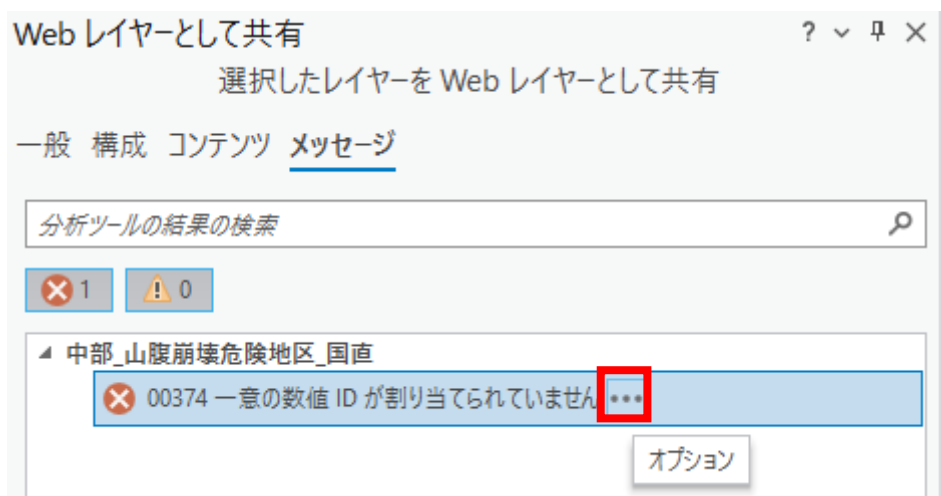 Web レイヤーとして共有
選択したレイヤーを Web レイヤーとして共有
一般 構成 コンテンツ メッセージ
分析ツールの結果の検索
1 0
中部_山腹崩壊危険地区_国直
00374 一意の数値 ID が割り当てられていません
オプション